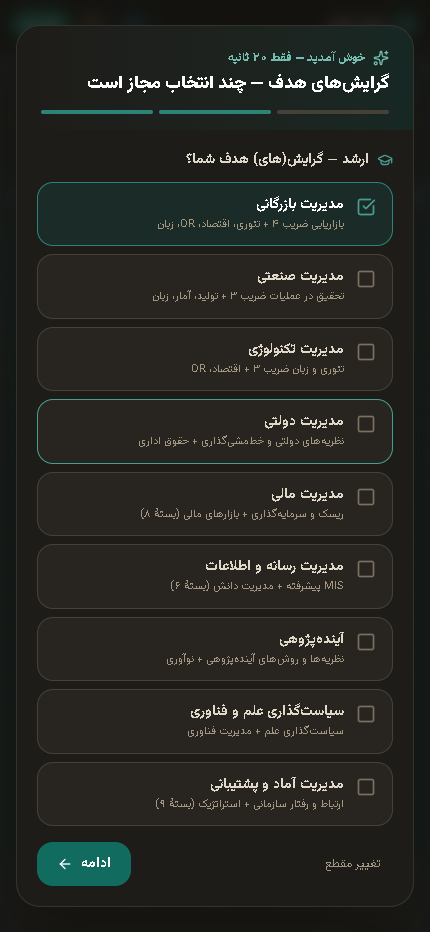 خوش آمدید — فقط ۲۰ ثانیه
گرایش‌های هدف — چند انتخاب مجاز است
ارشد — گرایش(های) هدف شما؟
مدیریت بازرگانی
بازاریابی ضریب ۴ + تئوری، اقتصاد، OR، زبان
مدیریت صنعتی
تحقیق در عملیات ضریب ۳ + تولید، آمار، زبان
مدیریت تکنولوژی
تئوری و زبان ضریب ۳ + اقتصاد، OR
مدیریت دولتی
نظریه‌های دولتی و خط‌مشی‌گذاری + حقوق اداری
مدیریت مالی
ریسک و سرمایه‌گذاری + بازارهای مالی (بستهٔ ۸)
مدیریت رسانه و اطلاعات
MIS پیشرفته + مدیریت دانش (بستهٔ ۶)
آینده‌پژوهی
نظریه‌ها و روش‌های آینده‌پژوهی + نوآوری
سیاست‌گذاری علم و فناوری
سیاست‌گذاری علم + مدیریت فناوری
مدیریت آماد و پشتیبانی
ارتباط و رفتار سازمانی + استراتژیک (بستهٔ ۹)
تغییر مقطع
ادامه